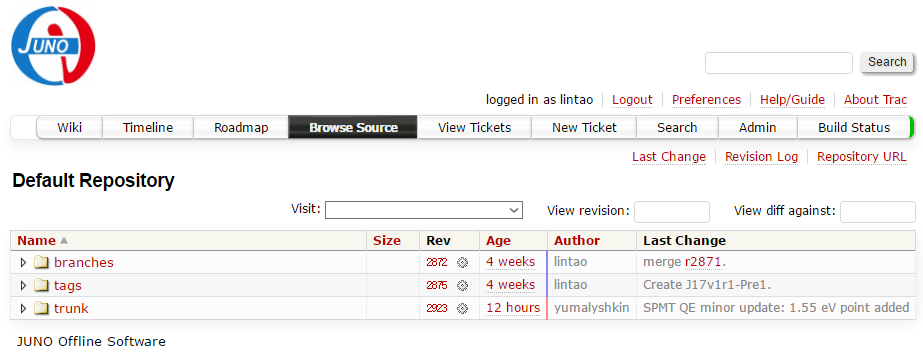 JUNO
Search
logged in as lintao Logout Preferences Help/Guide About Trac
Wiki Timeline Roadmap Browse Source View Tickets New Ticket Search Admin Build Status
Last Change Revision Log Repository URL
Default Repository
Visit: View revision: View diff against:
Name Size Rev Age Author Last Change
branches 2872 4 weeks lintao merge r2871.
tags 2875 4 weeks lintao Create J17v1r1-Pre1.
trunk 2923 12 hours yumalyshkin SPMT QE minor update: 1.55 eV point added
JUNO Offline Software